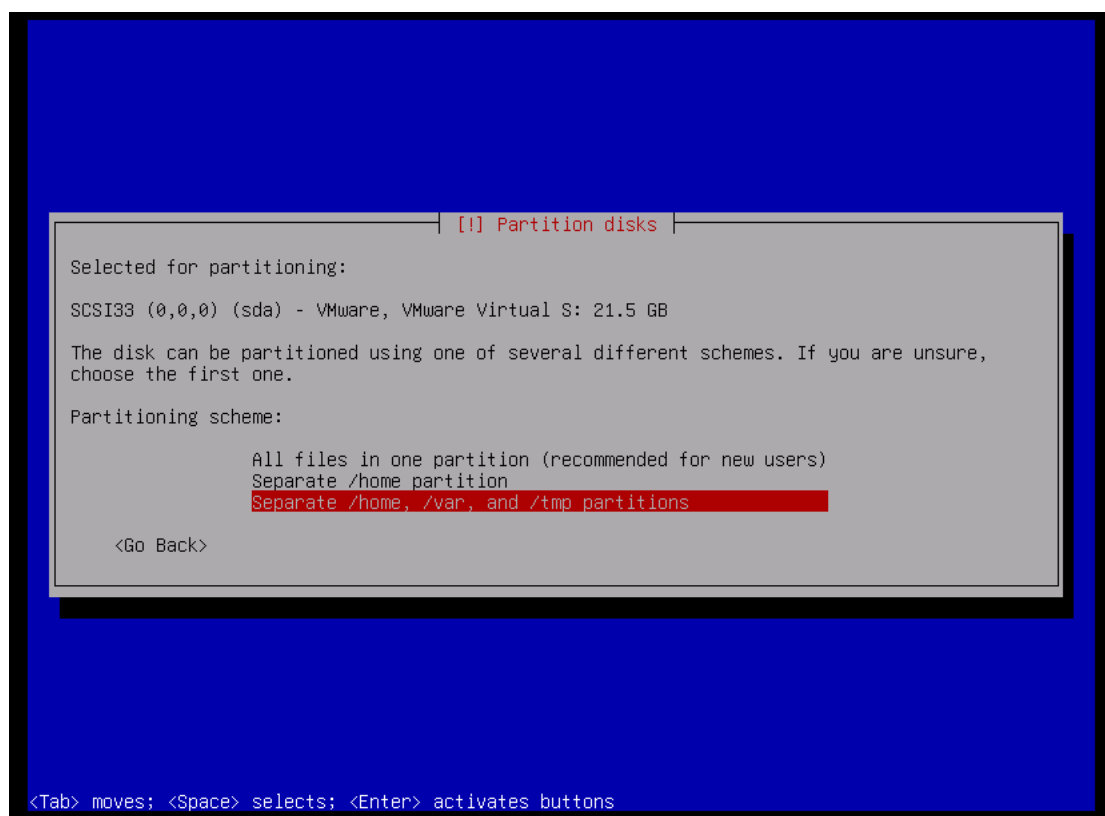 [!] Partition disks
Selected for partitioning:
SCSI33 (0,0,0) (sda) - VMware, VMware Virtual S: 21.5 GB
The disk can be partitioned using one of several different schemes. If you are unsure,
choose the first one.
Partitioning scheme:
All files in one partition (recommended for new users)
Separate /home partition
Separate /home, /var, and /tmp partitions
<Go Back>
<Tab> moves; <Space> selects; <Enter> activates buttons